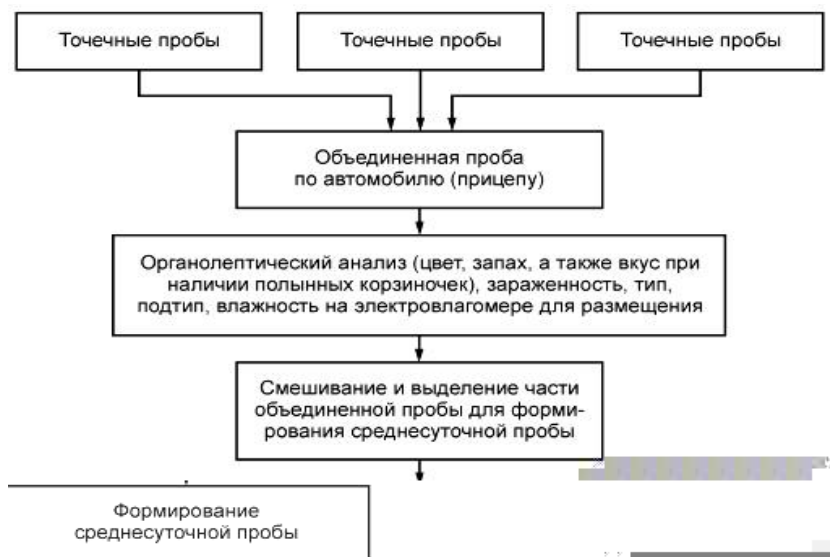 Точечные пробы
Точечные пробы
Точечные пробы
Объединенная проба
по автомобилю (прицепу)
Органолептический анализ (цвет, запах, а также вкус при
наличии полынных корзиночек), зараженность, тип,
подтип, влажность на электровлагомере для размещения
Смешивание и выделение части
объединенной пробы для форми-
рования среднесуточной пробы
Формирование
среднесуточной пробы